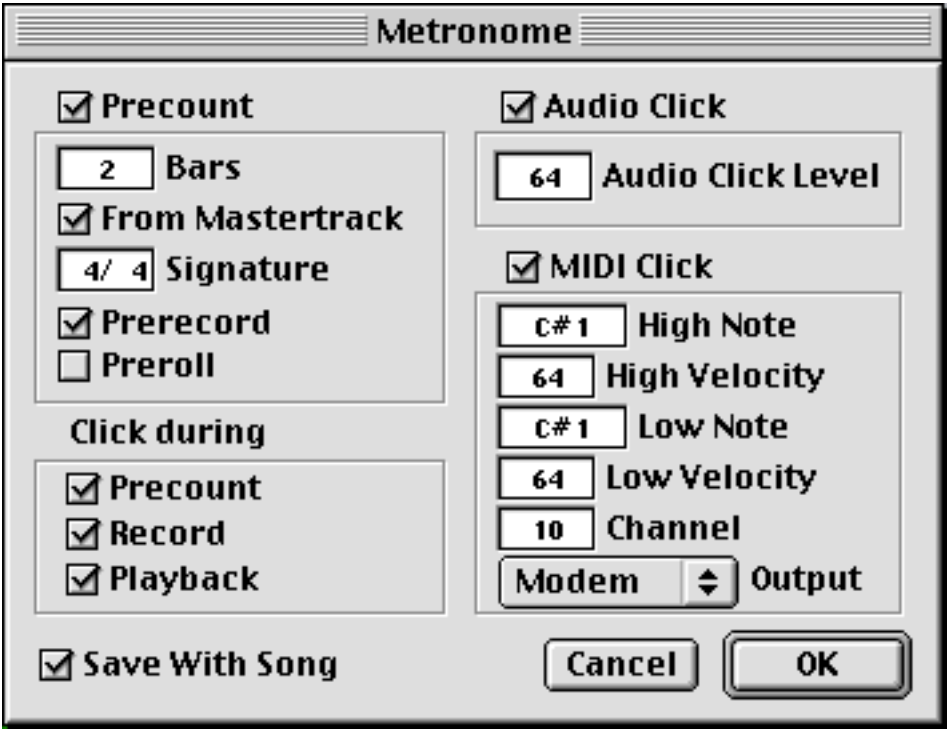 Metronome
Precount
2 Bars
From Mastertrack
4/ 4 Signature
Prerecord
Preroll
Click during
Precount
Record
Playback
Save With Song
Audio Click
64 Audio Click Level
MIDI Click
C#1 High Note
64 High Velocity
C#1 Low Note
64 Low Velocity
10 Channel
Modem Output
Cancel OK